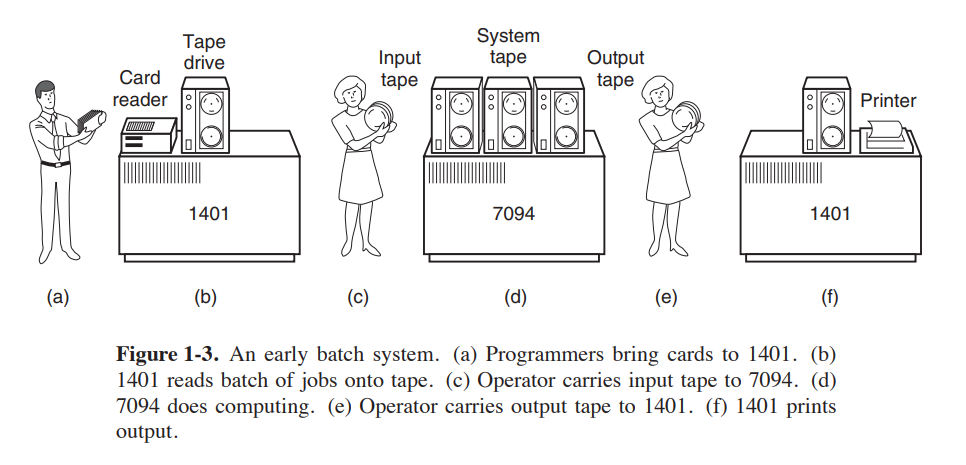 Tape
drive
Card
reader
Input
tape
System
tape
Output
tape
Printer
1401
7094
1401
(a)
(b)
(c)
(d)
(e)
(f)
Figure 1-3. An early batch system. (a) Programmers bring cards to 1401. (b)
1401 reads batch of jobs onto tape. (c) Operator carries input tape to 7094. (d)
7094 does computing. (e) Operator carries output tape to 1401. (f) 1401 prints
output.